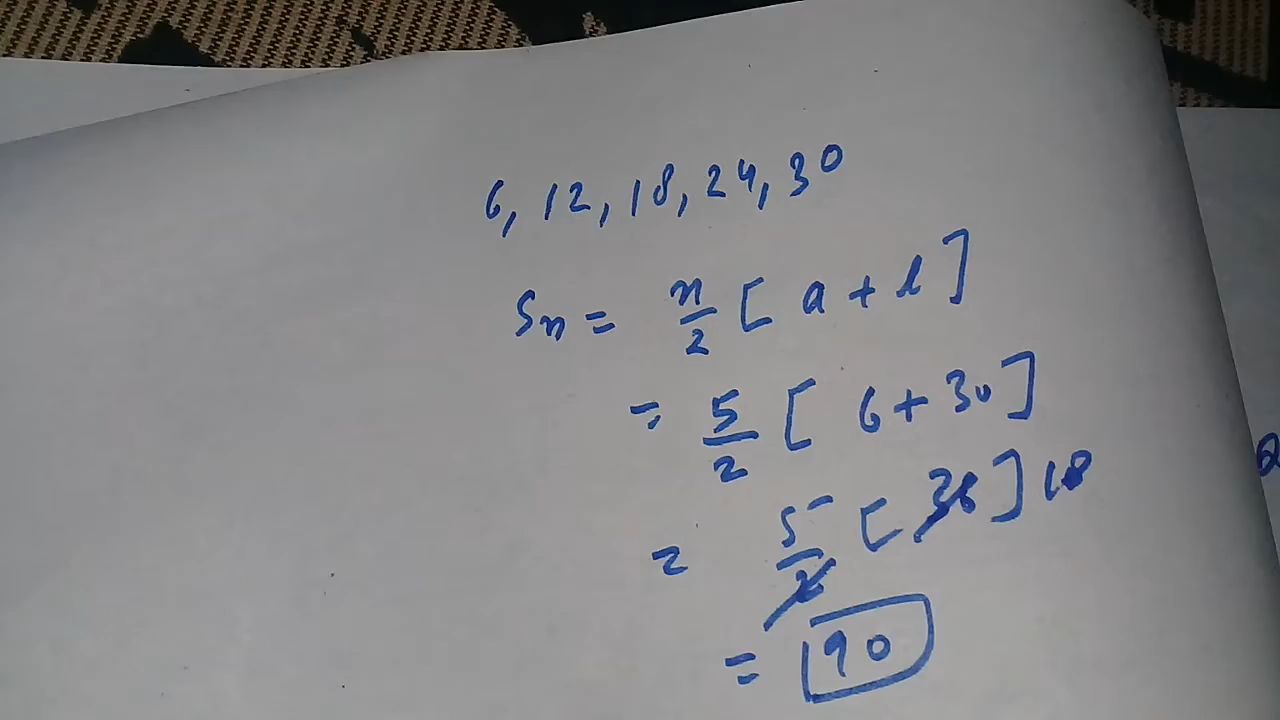 6, 12, 18, 24, 30
Sn = n/2 [ a + l ]
= 5/2 [ 6 + 30 ]
= 5/2 [ 36 ] 18
= 90